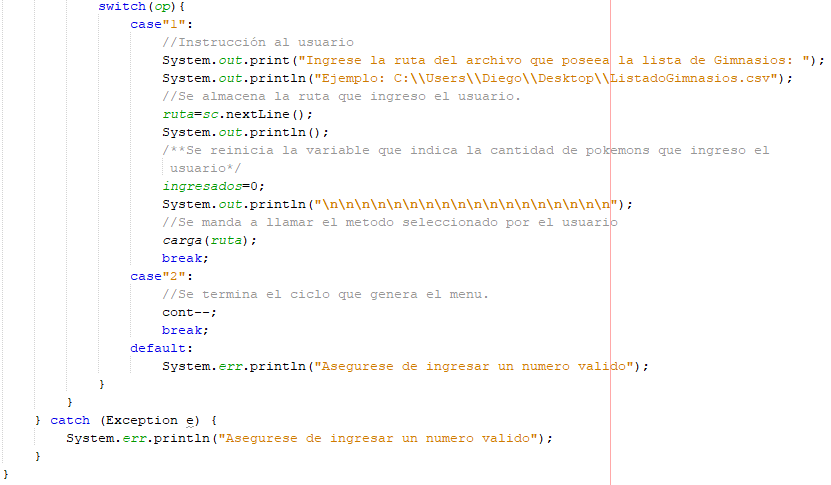 switch(op){
case"1":
//Instrucción al usuario
System.out.print("Ingrese la ruta del archivo que poseea la lista de Gimnasios: ");
System.out.println("Ejemplo: C:\\Users\\Diego\\Desktop\\ListadoGimnasios.csv");
//Se almacena la ruta que ingreso el usuario.
ruta=sc.nextLine();
System.out.println();
/**Se reinicia la variable que indica la cantidad de pokemons que ingreso el
usuario*/
ingresados=0;
System.out.println("\n\n\n\n\n\n\n\n\n\n\n\n\n\n\n\n\n\n");
//Se manda a llamar el metodo seleccionado por el usuario
carga(ruta);
break;
case"2":
//Se termina el ciclo que genera el menu.
cont--;
break;
default:
System.err.println("Asegurese de ingresar un numero valido");
}
}
} catch (Exception e) {
System.err.println("Asegurese de ingresar un numero valido");
}
}